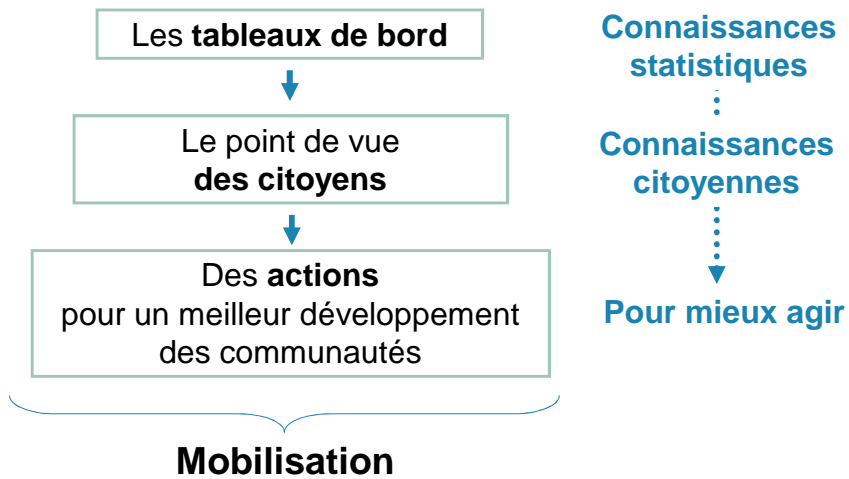 Les tableaux de bord
Le point de vue
des citoyens
Des actions
pour un meilleur développement
des communautés
Mobilisation
Connaissances
statistiques
Connaissances
citoyennes
Pour mieux agir